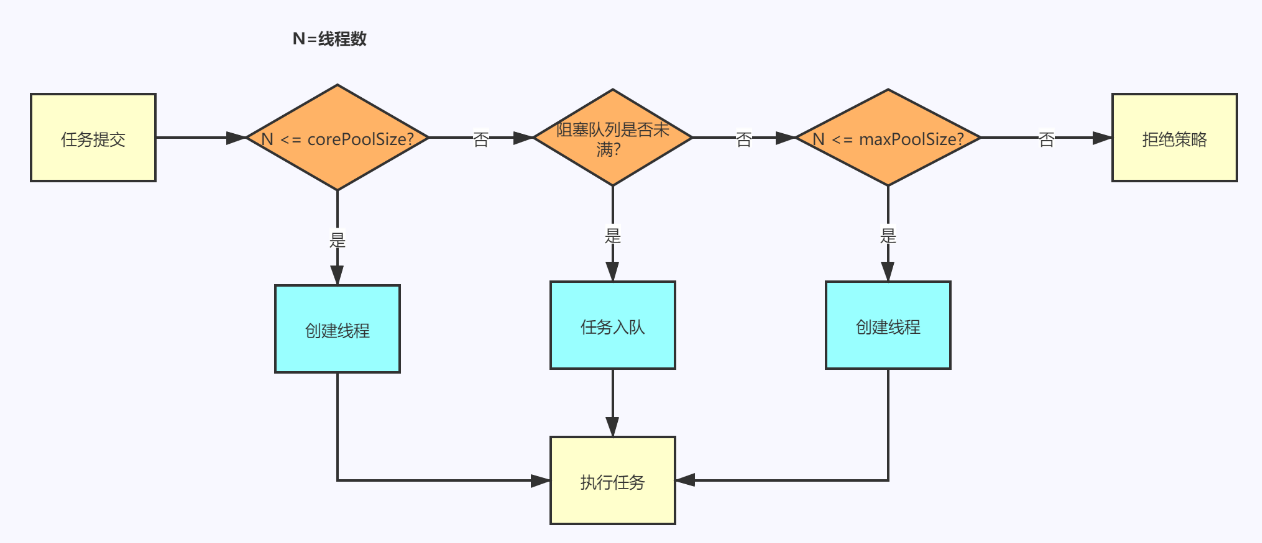 N=线程数
任务提交
N <= corePoolSize?
否
阻塞队列是否未
满?
否
N <= maxPoolSize?
否
拒绝策略
是
是
是
创建线程
任务入队
创建线程
执行任务